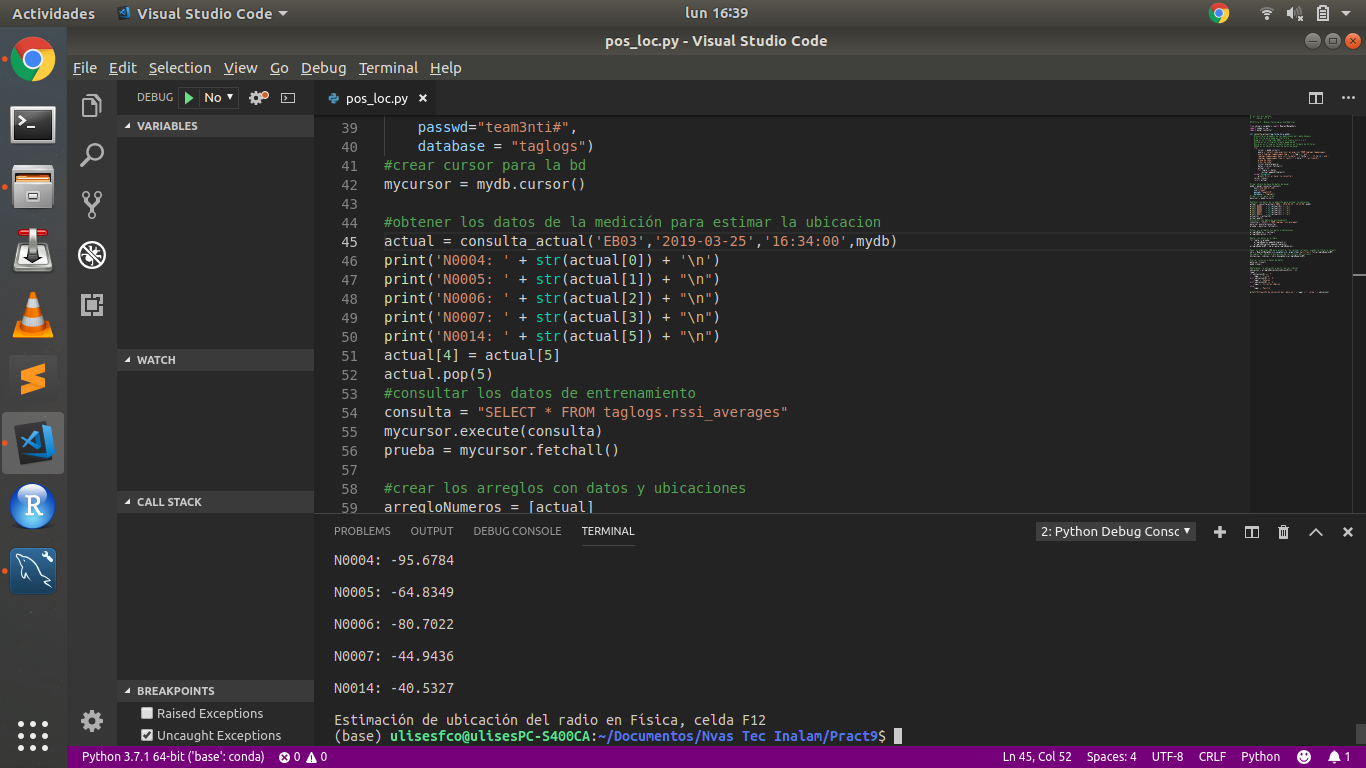 Actividades
Visual Studio Code
lun 16:39
pos_loc.py - Visual Studio Code
File Edit Selection View Go Debug Terminal Help
DEBUG No
pos_loc.py
VARIABLES
WATCH
CALL STACK
BREAKPOINTS
Raised Exceptions
Uncaught Exceptions
39 passwd="team3nti#",
40 database = "taglogs")
41 #crear cursor para la bd
42 mycursor = mydb.cursor()
43
44 #obtener los datos de la medición para estimar la ubicacion
45 actual = consulta_actual('EB03','2019-03-25','16:34:00',mydb)
46 print('N0004: ' + str(actual[0]) + '\n')
47 print('N0005: ' + str(actual[1]) + "\n")
48 print('N0006: ' + str(actual[2]) + "\n")
49 print('N0007: ' + str(actual[3]) + "\n")
50 print('N0014: ' + str(actual[5]) + "\n")
51 actual[4] = actual[5]
52 actual.pop(5)
53 #consultar los datos de entrenamiento
54 consulta = "SELECT * FROM taglogs.rssi_averages"
55 mycursor.execute(consulta)
56 prueba = mycursor.fetchall()
57
58 #crear los arreglos con datos y ubicaciones
59 arregloNumeros = [actual]
PROBLEMS OUTPUT DEBUG CONSOLE TERMINAL
2: Python Debug Consc
N0004: -95.6784
N0005: -64.8349
N0006: -80.7022
N0007: -44.9436
N0014: -40.5327
Estimación de ubicación del radio en Física, celda F12
(base) ulisesfco@ulisesPC-S400CA:~/Documentos/Nvas Tec Inalam/Pract9$
Python 3.7.1 64-bit ('base': conda) 0 0
Ln 45, Col 52 Spaces: 4 UTF-8 CRLF Python 1